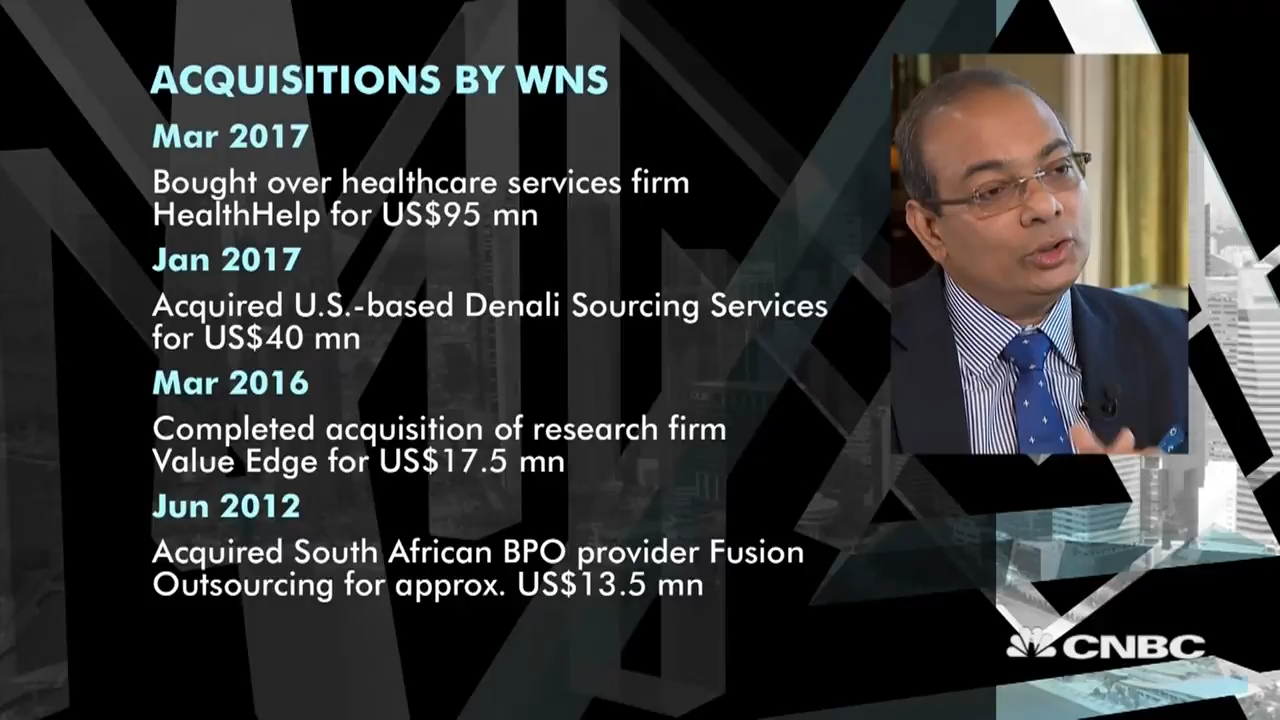 ACQUISITIONS BY WNS
Mar 2017
Bought over healthcare services firm
HealthHelp for US$95 mn
Jan 2017
Acquired U.S.-based Denali Sourcing Services
for US$40 mn
Mar 2016
Completed acquisition of research firm
Value Edge for US$17.5 mn
Jun 2012
Acquired South African BPO provider Fusion
Outsourcing for approx. US$13.5 mn
CNBC